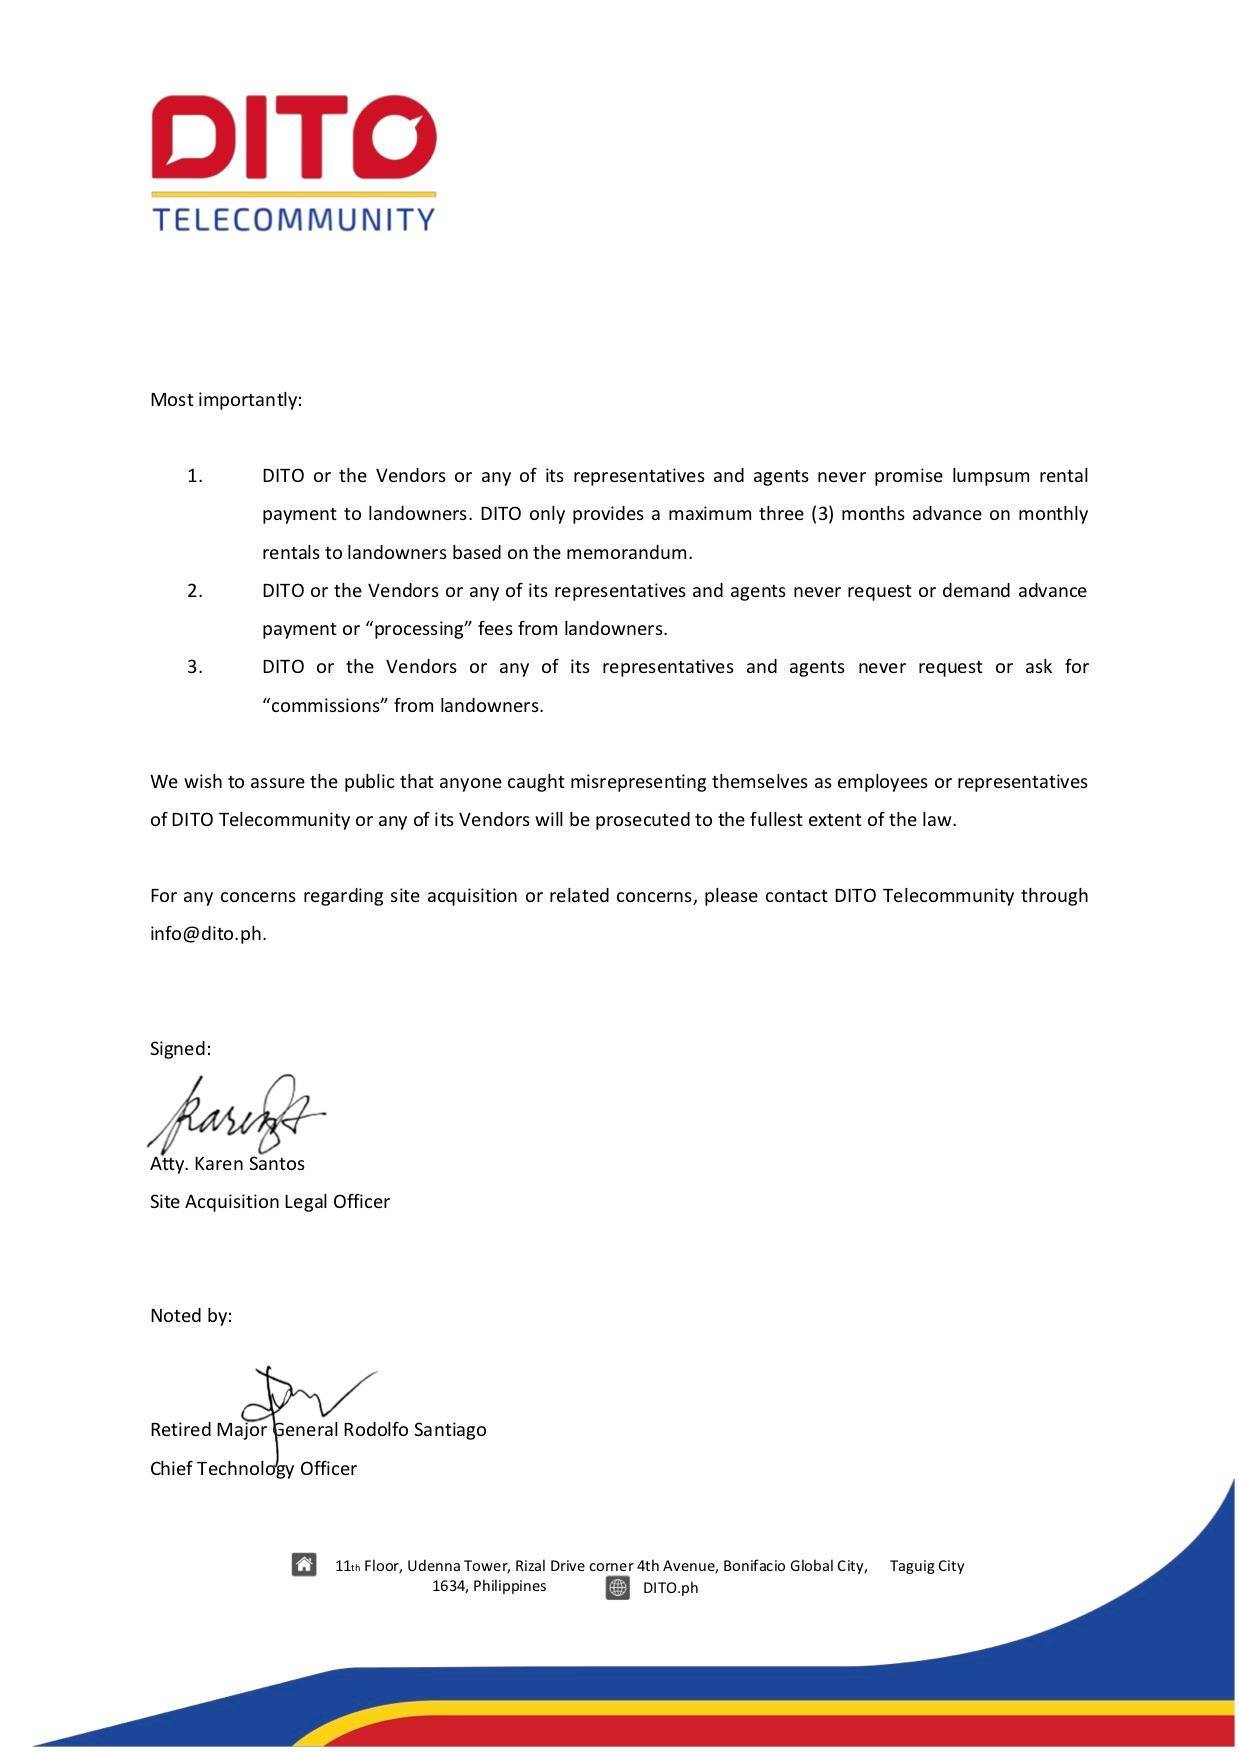 DITO
TELECOMMUNITY
Most importantly:
1. DITO or the Vendors or any of its representatives and agents never promise lumpsum rental
payment to landowners. DITO only provides a maximum three (3) months advance on monthly
rentals to landowners based on the memorandum.
2. DITO or the Vendors or any of its representatives and agents never request or demand advance
payment or “processing” fees from landowners.
3. DITO or the Vendors or any of its representatives and agents never request or ask for
“commissions” from landowners.
We wish to assure the public that anyone caught misrepresenting themselves as employees or representatives
of DITO Telecommunity or any of its Vendors will be prosecuted to the fullest extent of the law.
For any concerns regarding site acquisition or related concerns, please contact DITO Telecommunity through
info@dito.ph.
Signed:
Atty. Karen Santos
Site Acquisition Legal Officer
Noted by:
Retired Major General Rodolfo Santiago
Chief Technology Officer
11th Floor, Udenna Tower, Rizal Drive corner 4th Avenue, Bonifacio Global City, Taguig City
1634, Philippines DITO.ph